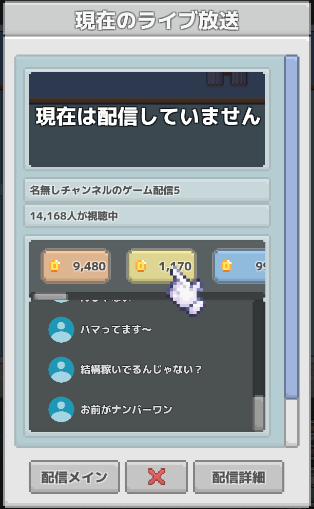 現在のライブ放送
現在は配信していません
名無しチャンネルのゲーム配信5
14,168人が視聴中
9,480
1,170
ハマってます〜
結構稼いでるんじゃない？
お前がナンバーワン
配信メイン
配信詳細